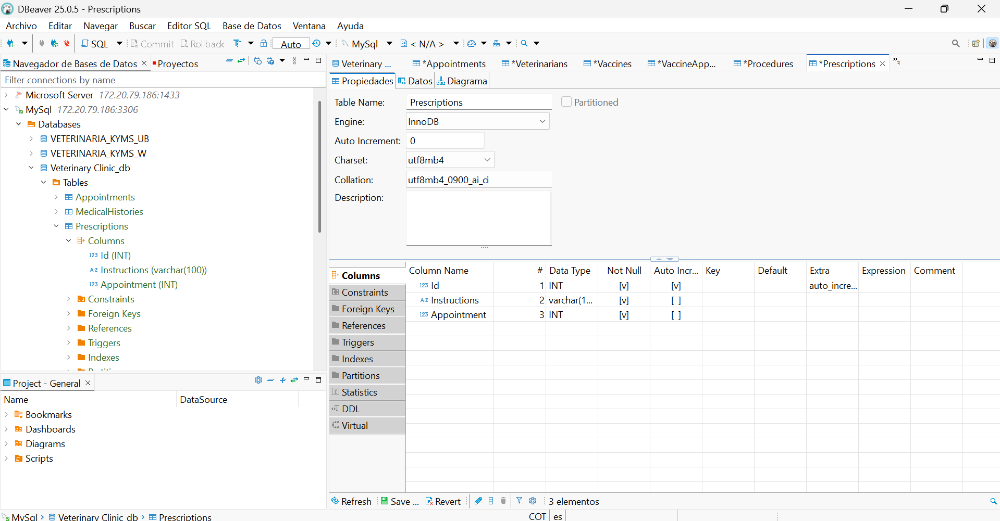 DBeaver 25.0.5 - Prescriptions
Archivo Editar Navegar Buscar Editor SQL Base de Datos Ventana Ayuda
SQL Commit Rollback Auto MySql < N/A >
Navegador de Bases de Datos Proyectos
Filter connections by name
Microsoft Server 172.20.79.186:1433
MySql 172.20.79.186:3306
Databases
VETERINARIA_KYMS_UB
VETERINARIA_KYMS_W
Veterinary Clinic_db
Tables
Appointments
MedicalHistories
Prescriptions
Columns
123 Id (INT)
A-Z Instructions (varchar(100))
123 Appointment (INT)
Constraints
Foreign Keys
References
Triggers
Indexes
Project - General
Name DataSource
Bookmarks
Dashboards
Diagrams
Scripts
Veterinary ... *Appointments *Veterinarians *Vaccines *VaccineApp... *Procedures *Prescriptions »3
Propiedades Datos Diagrama
Table Name: Prescriptions Partitioned
Engine: InnoDB
Auto Increment: 0
Charset: utf8mb4
Collation: utf8mb4_0900_ai_ci
Description:
Columns
Constraints
Foreign Keys
References
Triggers
Indexes
Partitions
Statistics
DDL
Virtual
Column Name # Data Type Not Null Auto Incr... Key Default Extra Expression Comment
123 Id 1 INT [v] [v] auto_incre...
A-Z Instructions 2 varchar(1... [v] [ ]
123 Appointment 3 INT [v] [ ]
Refresh Save ... Revert 3 elementos
MySql Veterinary Clinic_db Prescriptions COT es